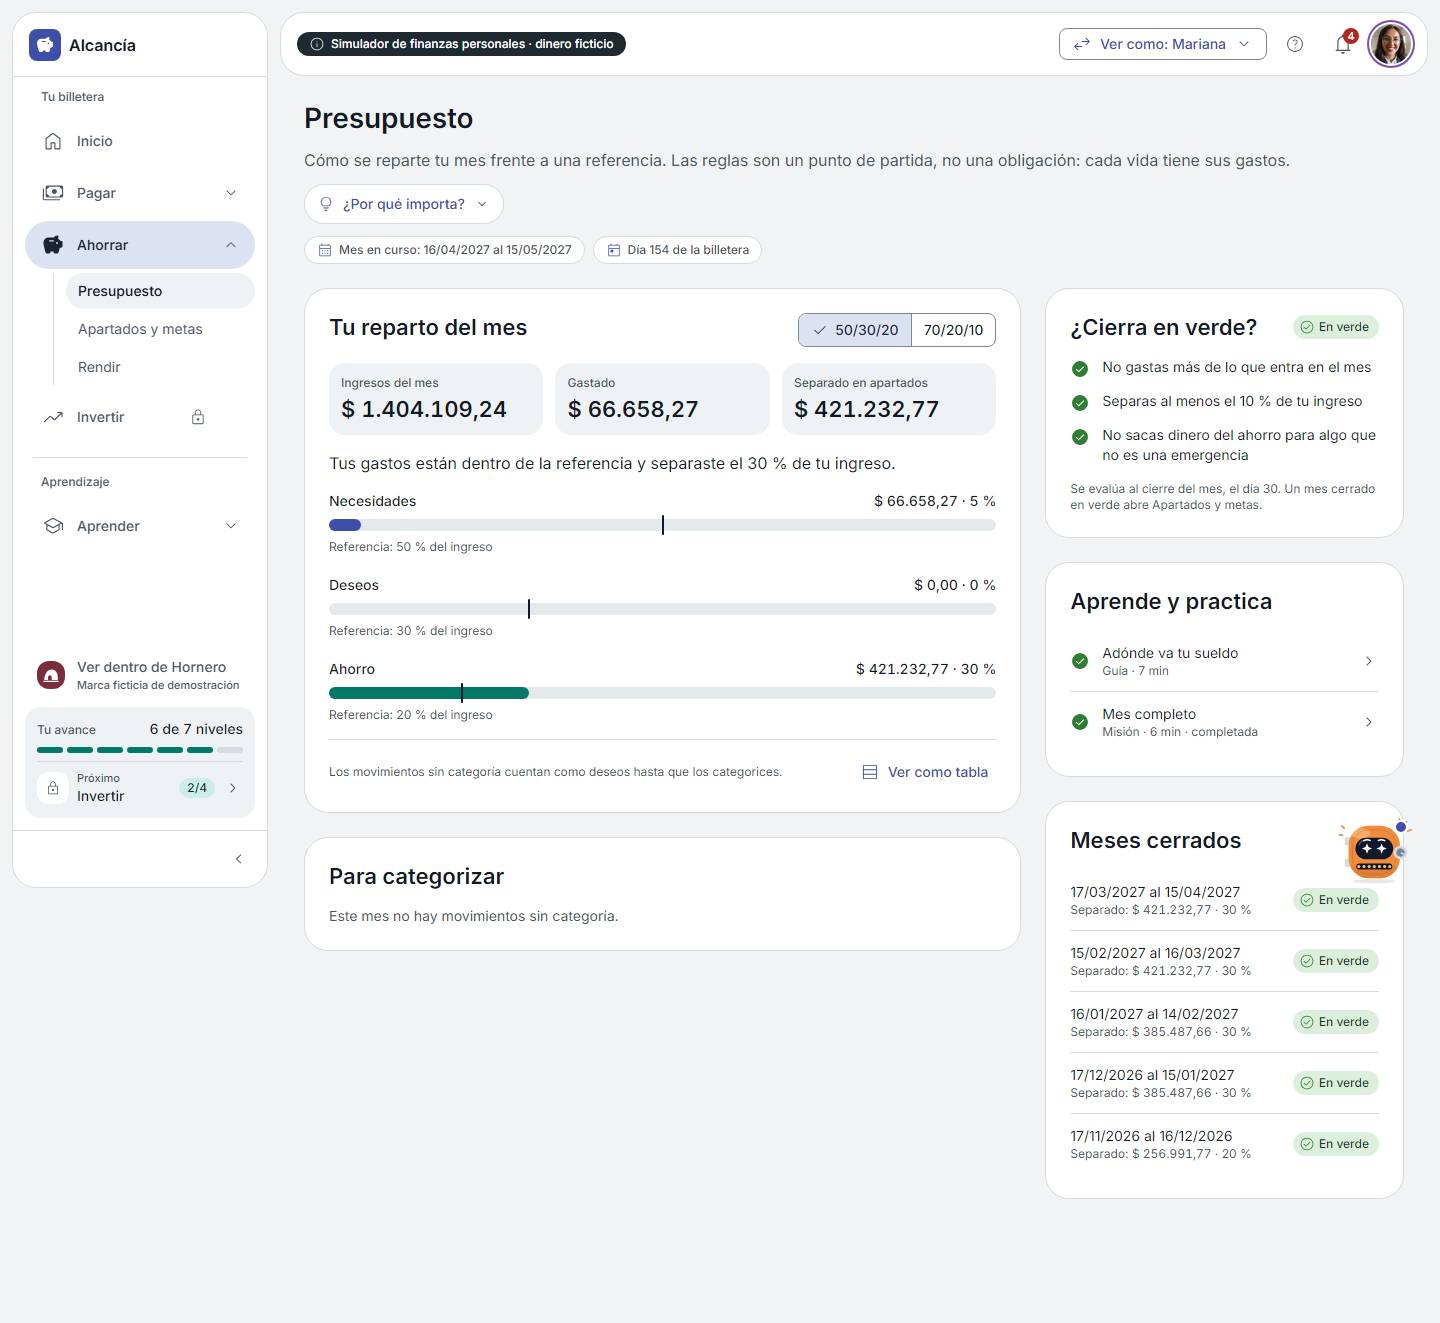 Alcancía
Tu billetera
Inicio
Pagar
Ahorrar
Presupuesto
Apartados y metas
Rendir
Invertir
Aprendizaje
Aprender
Ver dentro de Hornero
Marca ficticia de demostración
Tu avance
6 de 7 niveles
Próximo
Invertir
2/4
Simulador de finanzas personales · dinero ficticio
Ver como: Mariana
4
Presupuesto
Cómo se reparte tu mes frente a una referencia. Las reglas son un punto de partida, no una obligación: cada vida tiene sus gastos.
¿Por qué importa?
Mes en curso: 16/04/2027 al 15/05/2027
Día 154 de la billetera
Tu reparto del mes
50/30/20
70/20/10
Ingresos del mes
$ 1.404.109,24
Gastado
$ 66.658,27
Separado en apartados
$ 421.232,77
Tus gastos están dentro de la referencia y separaste el 30 % de tu ingreso.
Necesidades
$ 66.658,27 · 5 %
Referencia: 50 % del ingreso
Deseos
$ 0,00 · 0 %
Referencia: 30 % del ingreso
Ahorro
$ 421.232,77 · 30 %
Referencia: 20 % del ingreso
Los movimientos sin categoría cuentan como deseos hasta que los categorices.
Ver como tabla
Para categorizar
Este mes no hay movimientos sin categoría.
¿Cierra en verde?
En verde
No gastas más de lo que entra en el mes
Separas al menos el 10 % de tu ingreso
No sacas dinero del ahorro para algo que
no es una emergencia
Se evalúa al cierre del mes, el día 30. Un mes cerrado
en verde abre Apartados y metas.
Aprende y practica
Adónde va tu sueldo
Guía · 7 min
Mes completo
Misión · 6 min · completada
Meses cerrados
17/03/2027 al 15/04/2027
Separado: $ 421.232,77 · 30 %
En verde
15/02/2027 al 16/03/2027
Separado: $ 421.232,77 · 30 %
En verde
16/01/2027 al 14/02/2027
Separado: $ 385.487,66 · 30 %
En verde
17/12/2026 al 15/01/2027
Separado: $ 385.487,66 · 30 %
En verde
17/11/2026 al 16/12/2026
Separado: $ 256.991,77 · 20 %
En verde